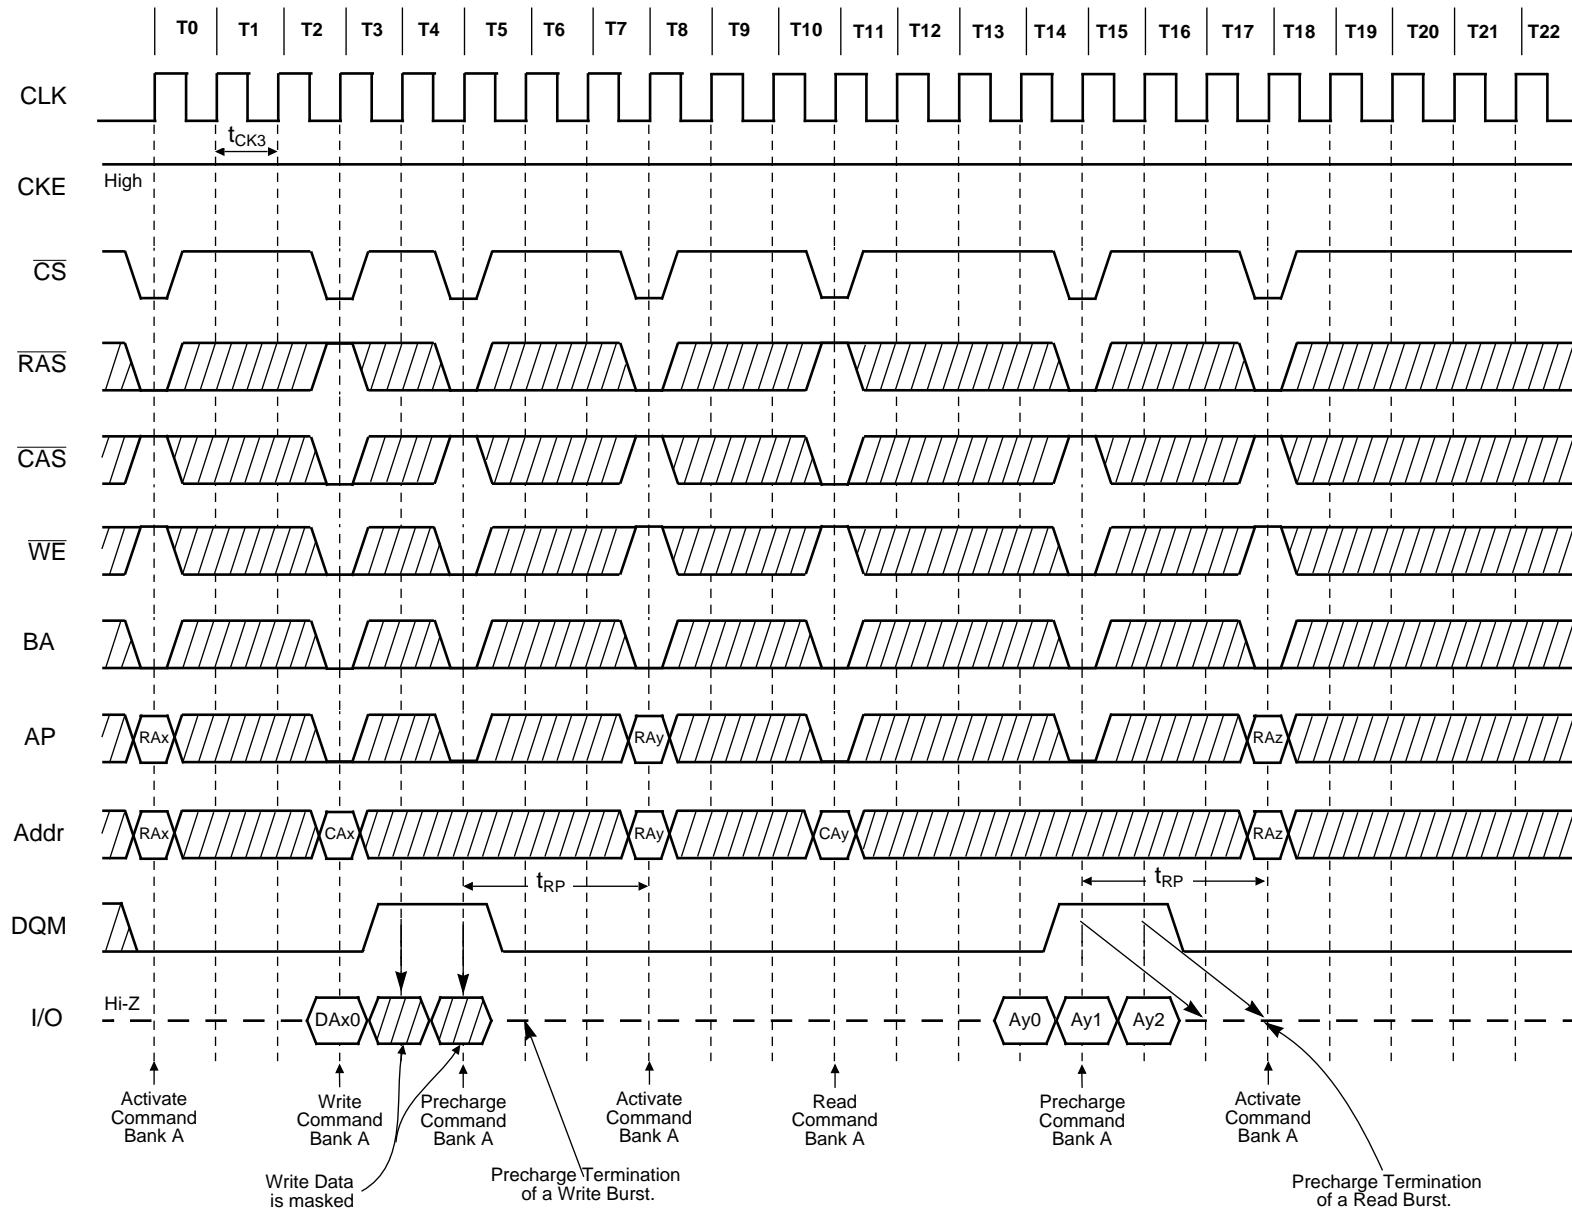 T0 T1 T2 T3 T4 T5 T6 T7 T8 T9 T10 T11 T12 T13 T14 T15 T16 T17 T18 T19 T20 T21 T22
CLK
tCK3
CKE
High
CS
RAS
CAS
WE
BA
AP
RAx RAy RAz
Addr
RAx CAx RAy CAy RAz
tRP tRP
DQM
I/O
Hi-Z
DAx0 Ay0 Ay1 Ay2
Activate
Command
Bank A
Write
Command
Bank A
Precharge
Command
Bank A
Activate
Command
Bank A
Read
Command
Bank A
Precharge
Command
Bank A
Activate
Command
Bank A
Write Data
is masked
Precharge Termination
of a Write Burst.
Precharge Termination
of a Read Burst.